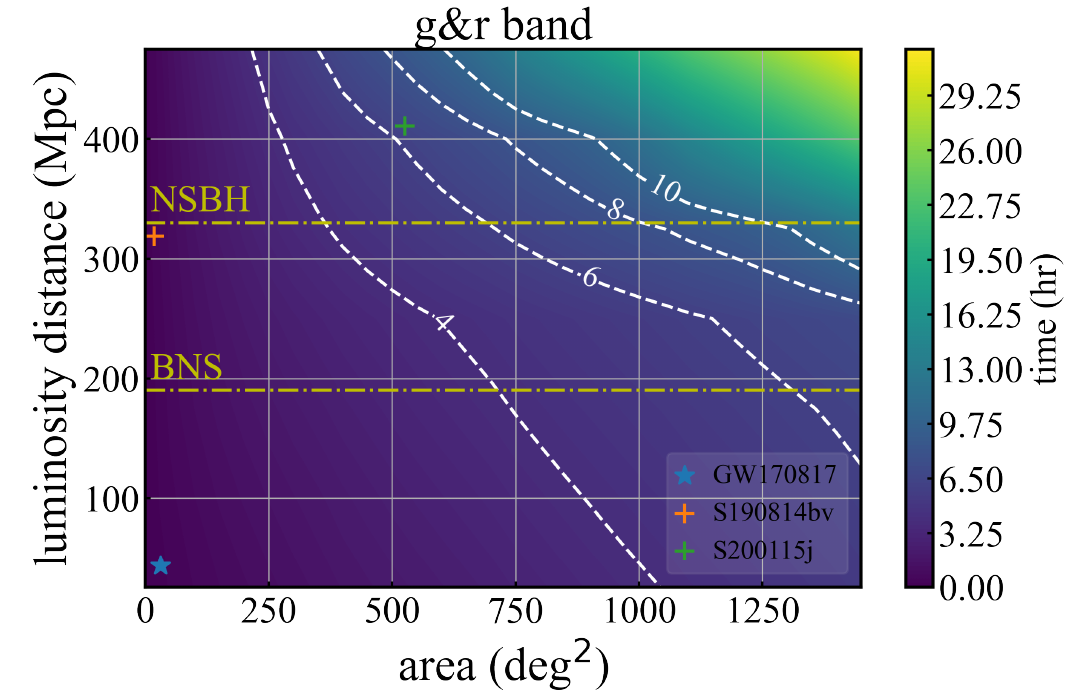 g&r band
luminosity distance (Mpc)
400
300
200
100
NSBH
BNS
10
8
6
4
GW170817
S190814bv
S200115j
0
250
500
750
1000
1250
area (deg²)
29.25
26.00
22.75
19.50
16.25
13.00
9.75
6.50
3.25
0.00
time (hr)